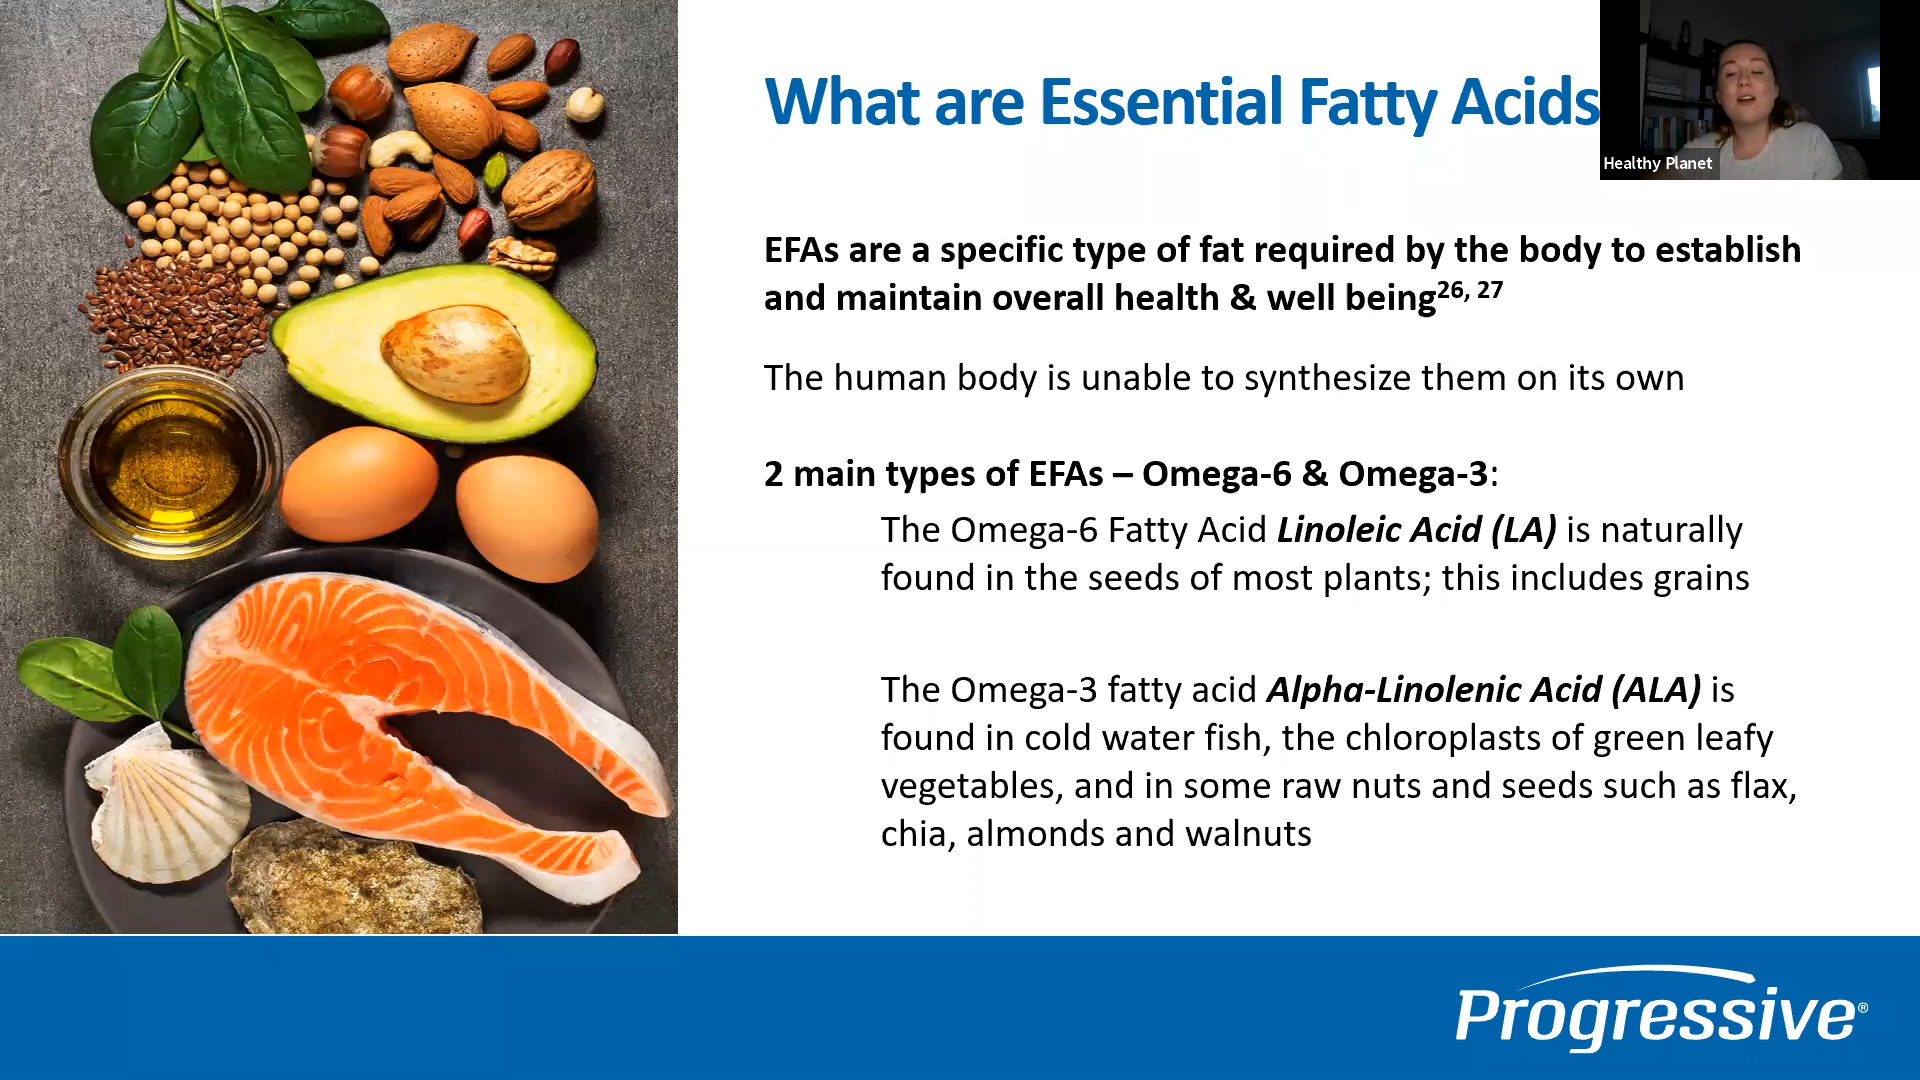 What are Essential Fatty Acids
Healthy Planet
EFAs are a specific type of fat required by the body to establish
and maintain overall health & well being26, 27
The human body is unable to synthesize them on its own
2 main types of EFAs – Omega-6 & Omega-3:
The Omega-6 Fatty Acid Linoleic Acid (LA) is naturally
found in the seeds of most plants; this includes grains
The Omega-3 fatty acid Alpha-Linolenic Acid (ALA) is
found in cold water fish, the chloroplasts of green leafy
vegetables, and in some raw nuts and seeds such as flax,
chia, almonds and walnuts
Progressive®